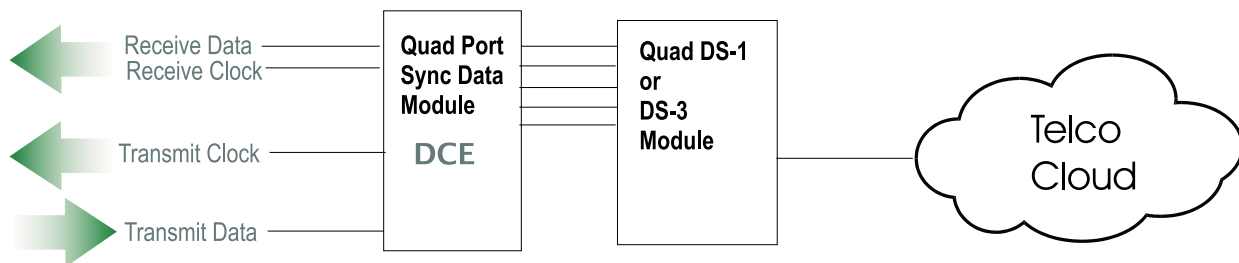 Receive Data
Receive Clock
Transmit Clock
Transmit Data
Quad Port
Sync Data
Module
DCE
Quad DS-1
or
DS-3
Module
Telco
Cloud